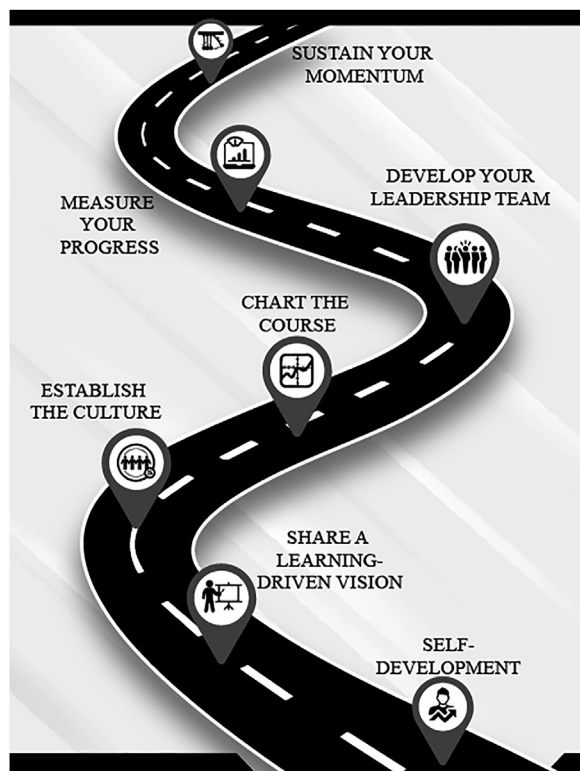 SUSTAIN YOUR
MOMENTUM
DEVELOP YOUR
LEADERSHIP TEAM
MEASURE
YOUR
PROGRESS
CHART THE
COURSE
ESTABLISH
THE CULTURE
SHARE A
LEARNING-
DRIVEN VISION
SELF-
DEVELOPMENT